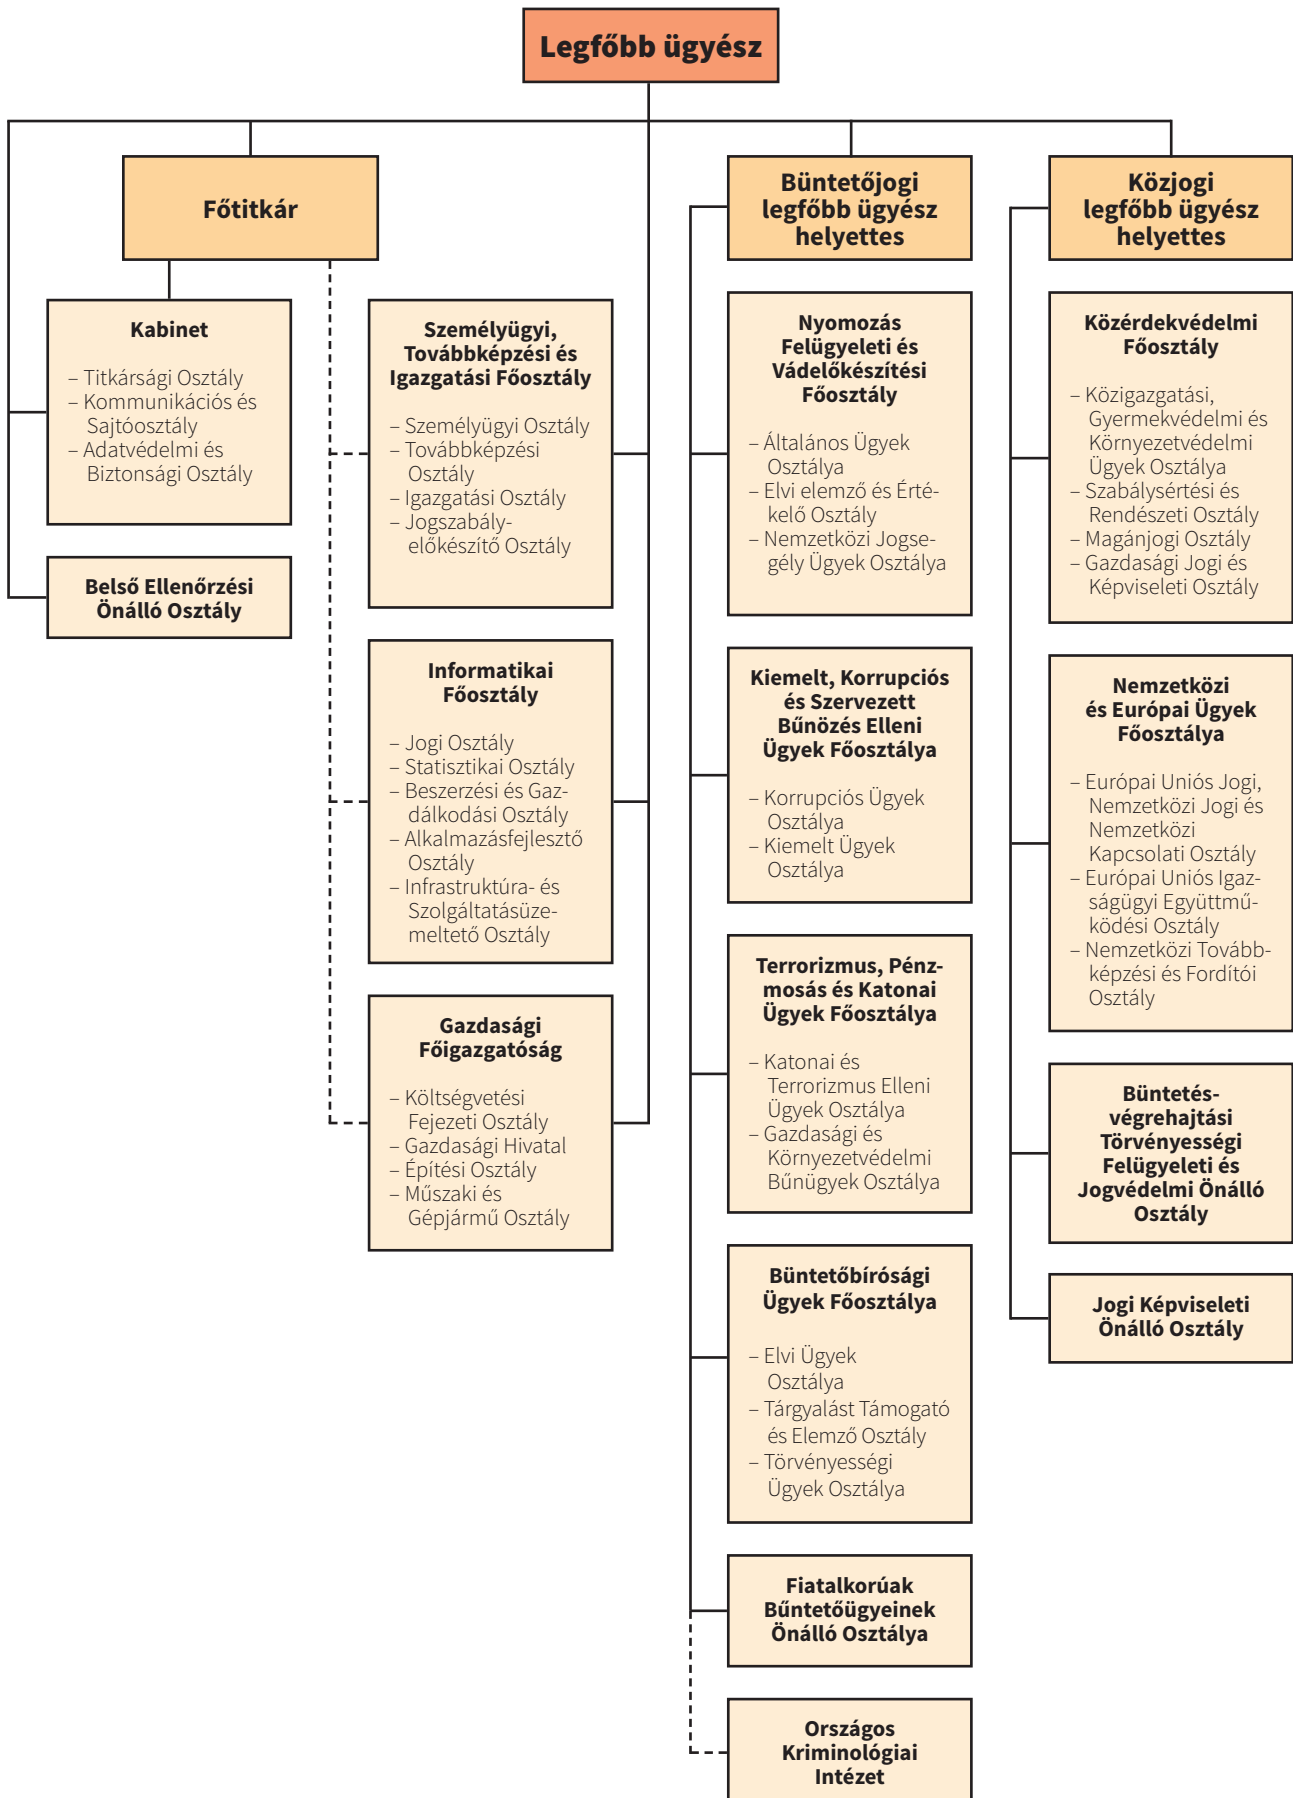 Legfőbb ügyész
Főtitkár
Kabinet
– Titkársági Osztály
– Kommunikációs és
Sajtóosztály
– Adatvédelmi és
Biztonsági Osztály
Belső Ellenőrzési
Önálló Osztály
Személyügyi,
Továbbképzési és
Igazgatási Főosztály
– Személyügyi Osztály
– Továbbképzési
Osztály
– Igazgatási Osztály
– Jogszabály-
előkészítő Osztály
Informatikai
Főosztály
– Jogi Osztály
– Statisztikai Osztály
– Beszerzési és Gaz-
dálkodási Osztály
– Alkalmazásfejlesztő
Osztály
– Infrastruktúra- és
Szolgáltatásüze-
meltető Osztály
Gazdasági
Főigazgatóság
– Költségvetési
Fejezeti Osztály
– Gazdasági Hivatal
– Építési Osztály
– Műszaki és
Gépjármű Osztály
Büntetőjogi
legfőbb ügyész
helyettes
Nyomozás
Felügyeleti és
Vádelőkészítési
Főosztály
– Általános Ügyek
Osztálya
– Elvi elemző és Érté-
kelő Osztály
– Nemzetközi Jogse-
gély Ügyek Osztálya
Kiemelt, Korrupciós
és Szervezett
Bűnözés Elleni
Ügyek Főosztálya
– Korrupciós Ügyek
Osztálya
– Kiemelt Ügyek
Osztálya
Terrorizmus, Pénz-
mosás és Katonai
Ügyek Főosztálya
– Katonai és
Terrorizmus Elleni
Ügyek Osztálya
– Gazdasági és
Környezetvédelmi
Bűnügyek Osztálya
Büntetőbírósági
Ügyek Főosztálya
– Elvi Ügyek
Osztálya
– Tárgyalást Támogató
és Elemző Osztály
– Törvényességi
Ügyek Osztálya
Fiatalkorúak
Bűntetőügyeinek
Önálló Osztálya
Országos
Kriminológiai
Intézet
Közjogi
legfőbb ügyész
helyettes
Közérdekvédelmi
Főosztály
– Közigazgatási,
Gyermekvédelmi és
Környezetvédelmi
Ügyek Osztálya
– Szabálysértési és
Rendészeti Osztály
– Magánjogi Osztály
– Gazdasági Jogi és
Képviseleti Osztály
Nemzetközi
és Európai Ügyek
Főosztálya
– Európai Uniós Jogi,
Nemzetközi Jogi és
Nemzetközi
Kapcsolati Osztály
– Európai Uniós Igaz-
ságügyi Együttmű-
ködési Osztály
– Nemzetközi Tovább-
képzési és Fordítói
Osztály
Büntetés-
végrehajtási
Törvényességi
Felügyeleti és
Jogvédelmi Önálló
Osztály
Jogi Képviseleti
Önálló Osztály